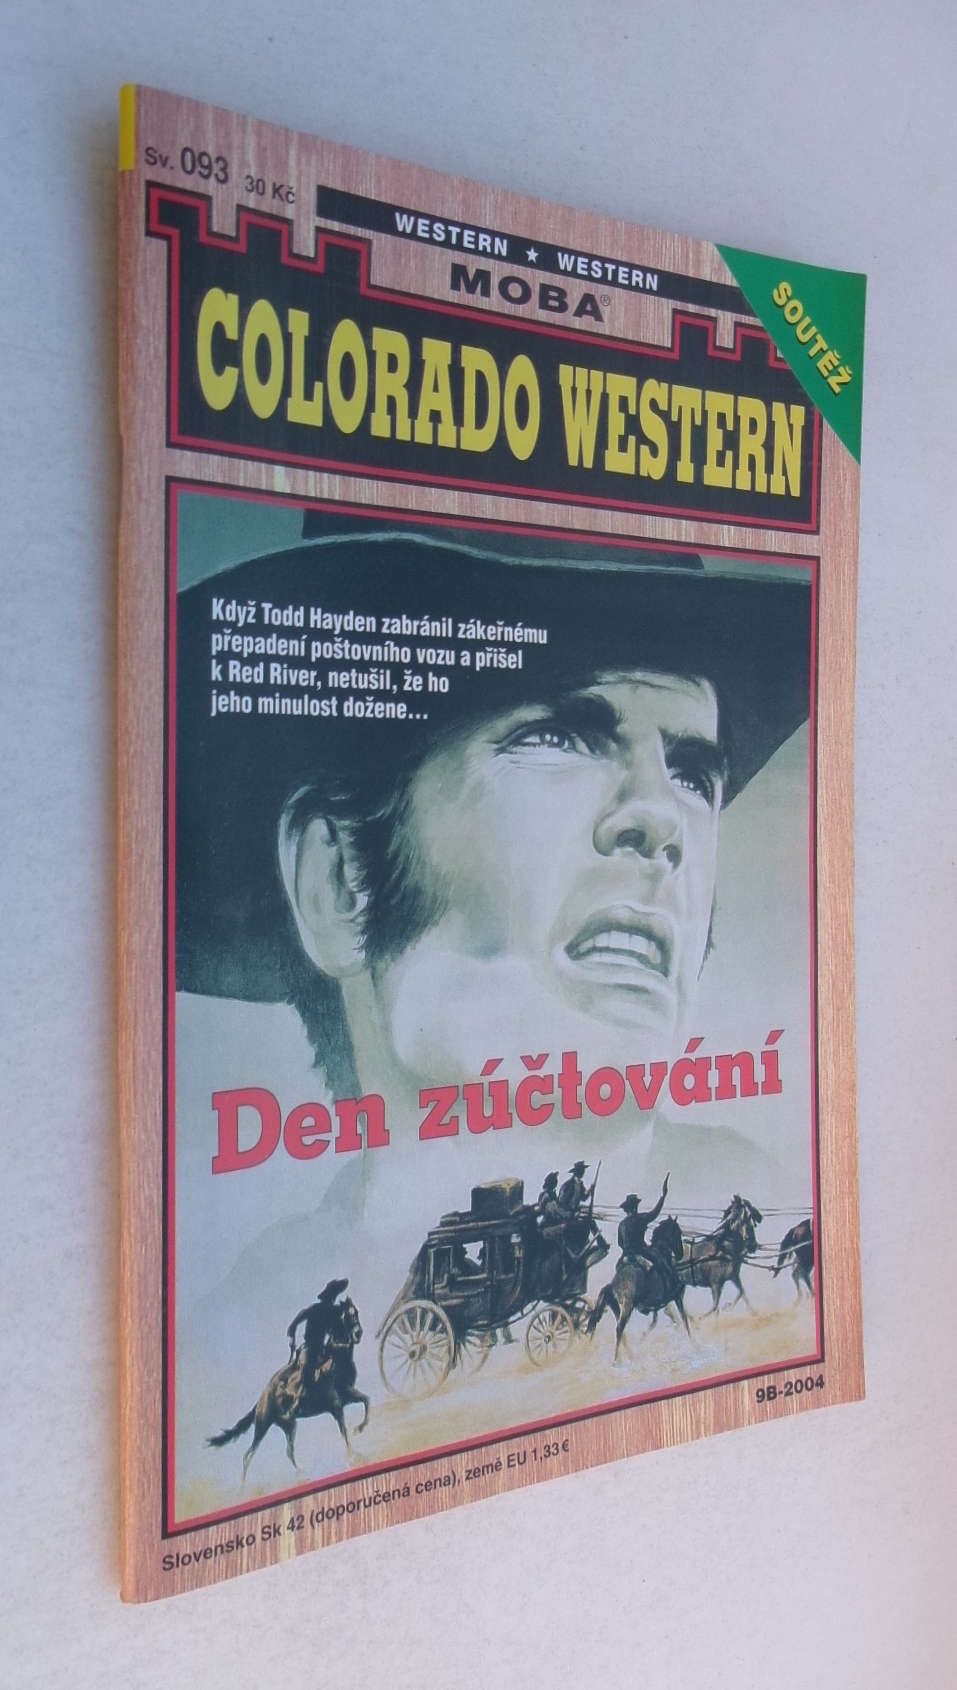 Sv. 093 30 Kč
WESTERN ★ WESTERN
MOBA®
SOUTĚŽ
COLORADO WESTERN
Když Todd Hayden zabránil zákeřnému
přepadení poštovního vozu a přišel
k Red River, netušil, že ho
jeho minulost dožene...
Den zúčtování
9B-2004
Slovensko Sk 42 (doporučená cena), země EU 1,33 €